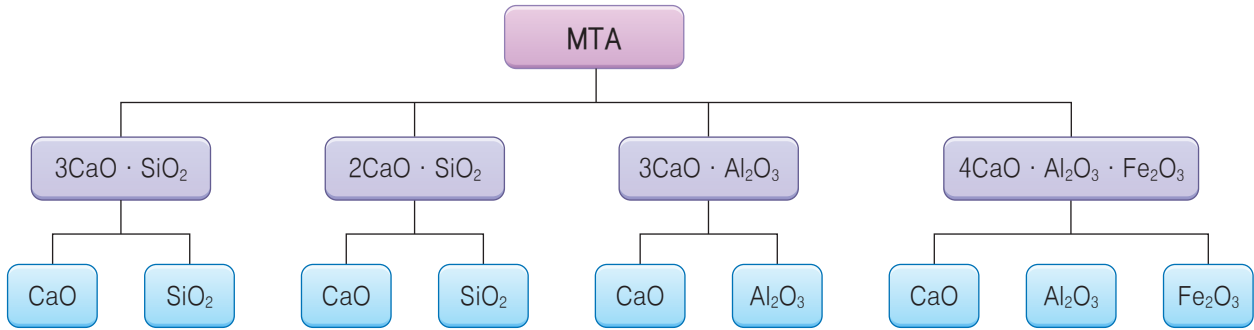 MTA
3CaO · SiO₂
2CaO · SiO₂
3CaO · Al₂O₃
4CaO · Al₂O₃ · Fe₂O₃
CaO
SiO₂
CaO
SiO₂
CaO
Al₂O₃
CaO
Al₂O₃
Fe₂O₃